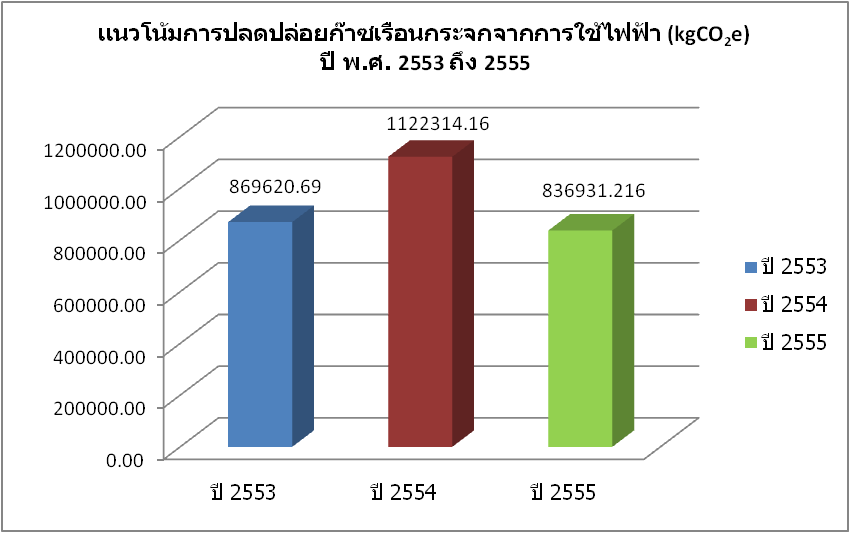 แนวโน้มการปลดปล่อยก๊าซเรือนกระจกจากการใช้ไฟฟ้า (kgCO₂e)
ปี พ.ศ. 2553 ถึง 2555
1122314.16
869620.69
836931.216
1200000.00
1000000.00
800000.00
600000.00
400000.00
200000.00
0.00
ปี 2553
ปี 2554
ปี 2555
ปี 2553
ปี 2554
ปี 2555